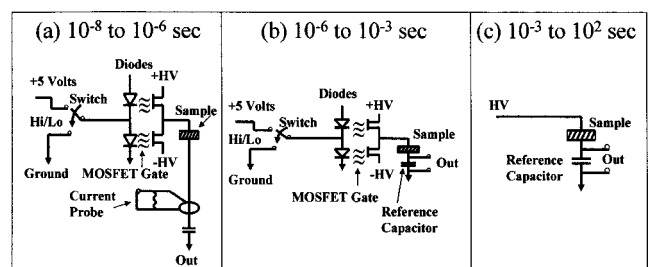 (a) 10⁻⁸ to 10⁻⁶ sec
Diodes
+HV
+5 Volts
Switch
Sample
Hi/Lo
-HV
Ground
MOSFET Gate
Current
Probe
Out
(b) 10⁻⁶ to 10⁻³ sec
Diodes
+HV
+5 Volts
Switch
Sample
Hi/Lo
Out
-HV
Ground
MOSFET Gate
Reference
Capacitor
(c) 10⁻³ to 10² sec
HV
Sample
Reference
Capacitor
Out